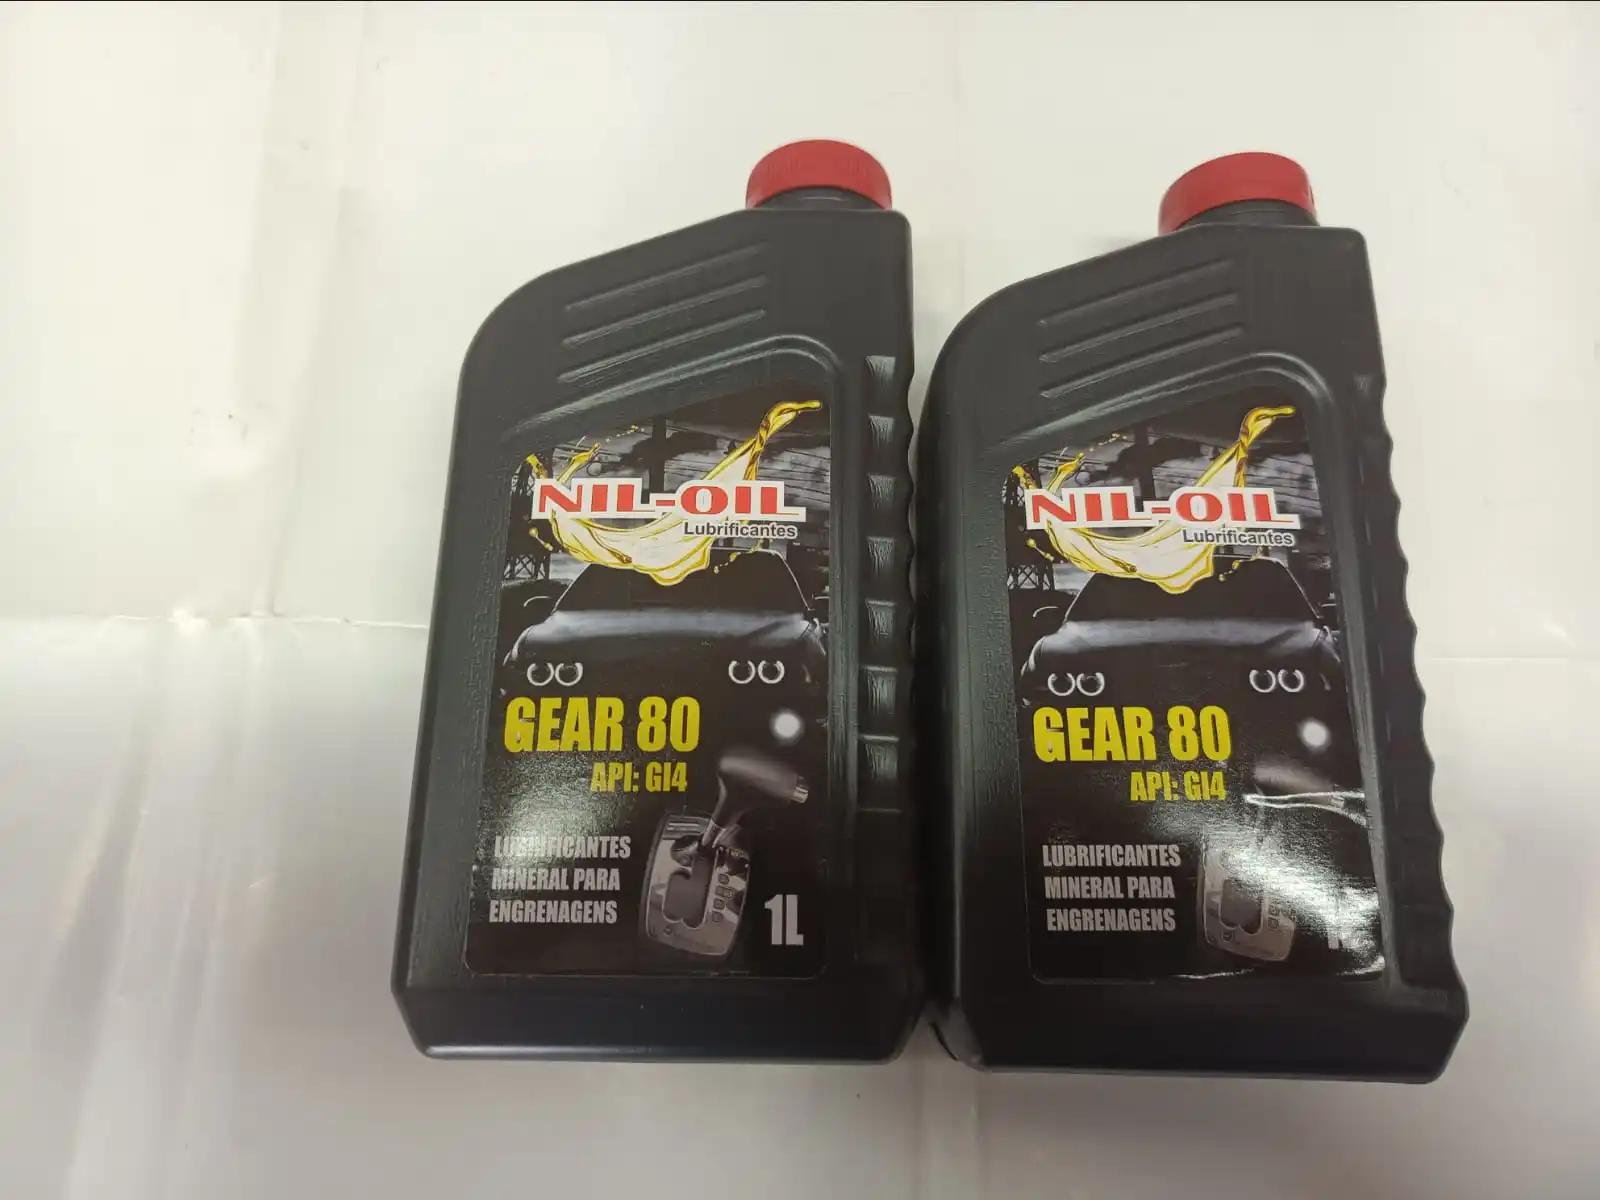 NIL-OIL
Lubrificantes
GEAR 80
API: GI4
LUBRIFICANTES
MINERAL PARA
ENGRENAGENS
1L
NIL-OIL
Lubrificantes
GEAR 80
API: GI4
LUBRIFICANTES
MINERAL PARA
ENGRENAGENS